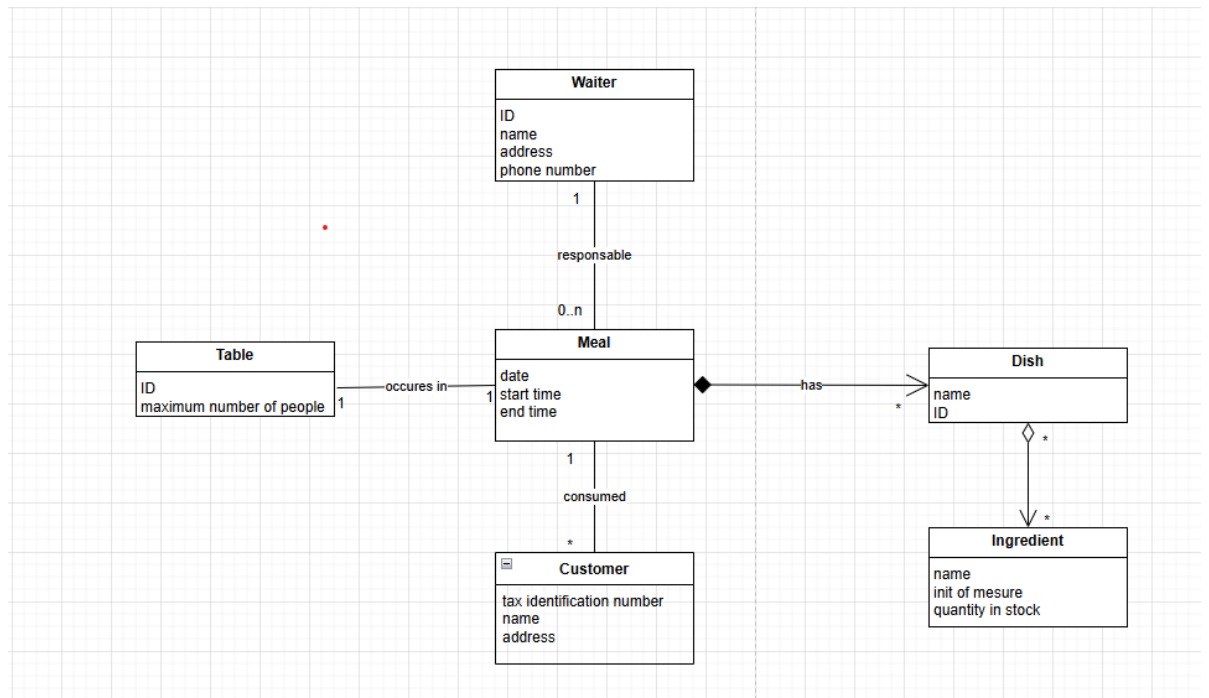 Waiter
ID
name
address
phone number
1
responsable
0..n
Meal
date
start time
end time
Table
ID
maximum number of people
1
occures in
1
has
*
Dish
name
ID
*
*
Ingredient
name
init of mesure
quantity in stock
1
consumed
*
Customer
tax identification number
name
address